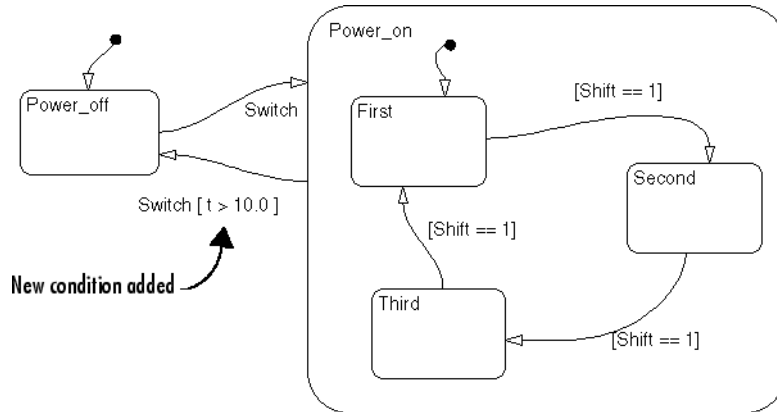 Power_on
Power_off
First
[Shift == 1]
Switch
Second
Switch [ t > 10.0 ]
[Shift == 1]
New condition added
Third
[Shift == 1]